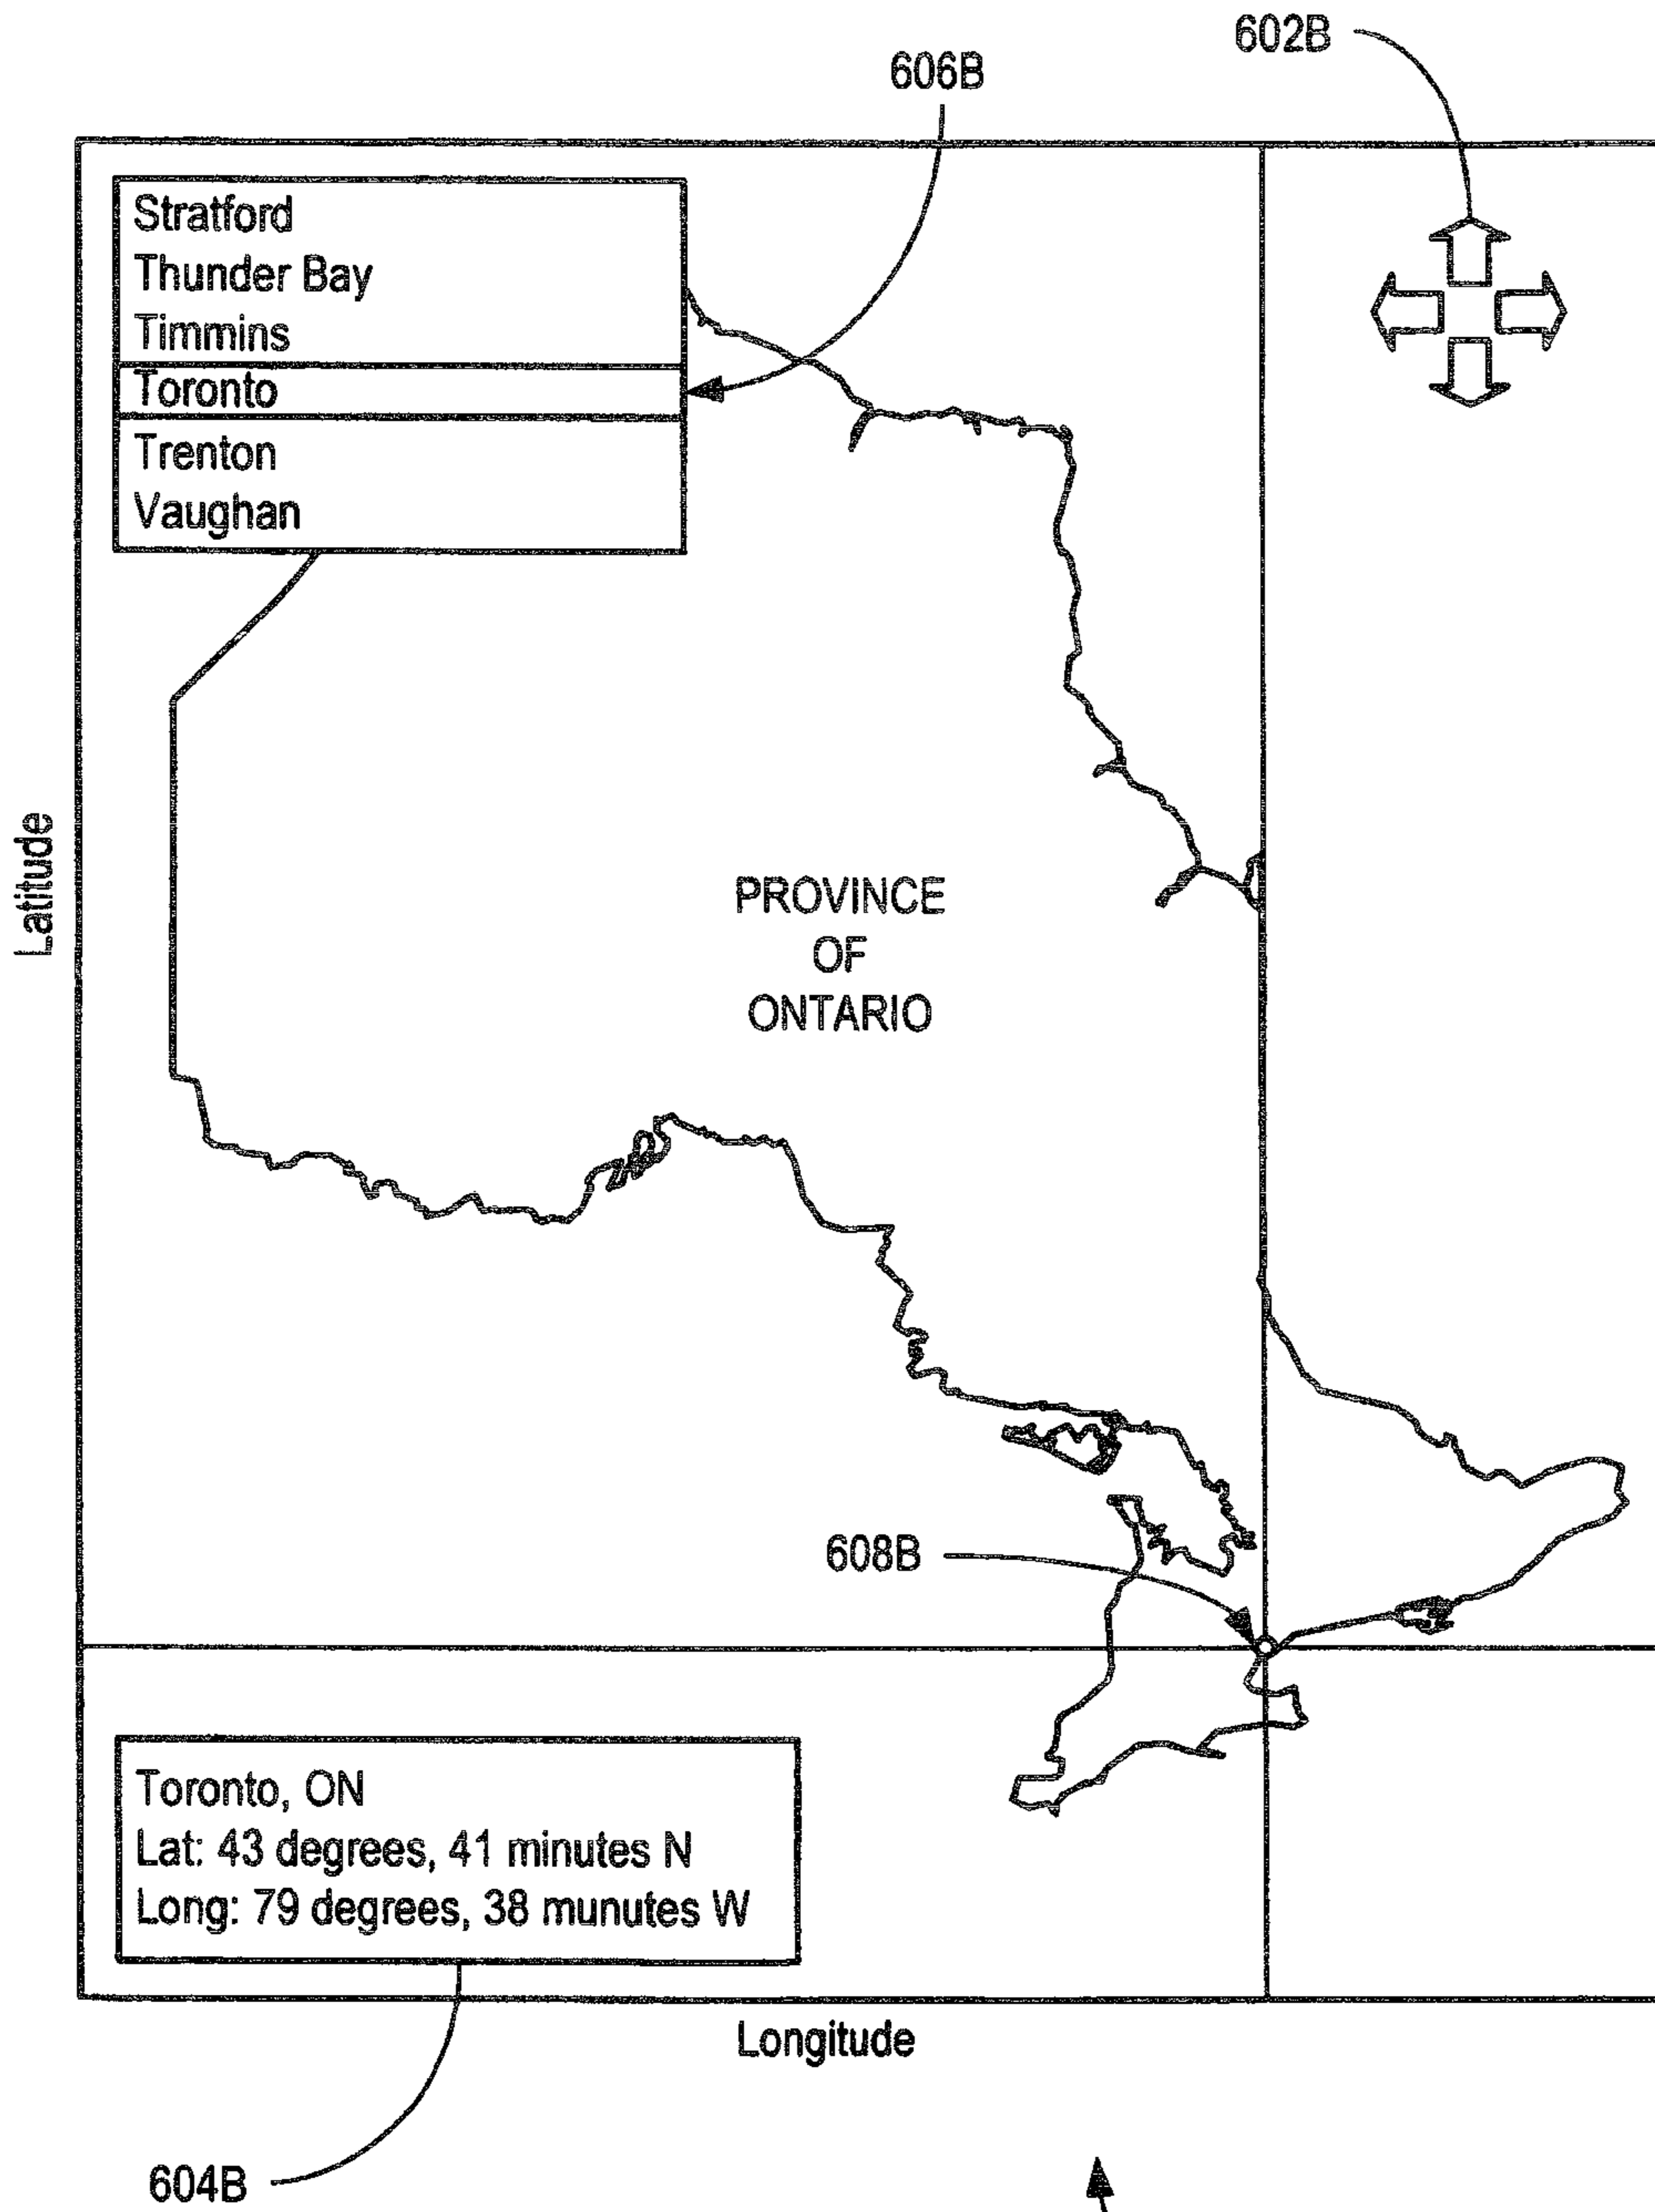 602B
606B
Stratford
Thunder Bay
Timmins
Toronto
Trenton
Vaughan
Latitude
PROVINCE
OF
ONTARIO
608B
Toronto, ON
Lat: 43 degrees, 41 minutes N
Long: 79 degrees, 38 munutes W
Longitude
604B